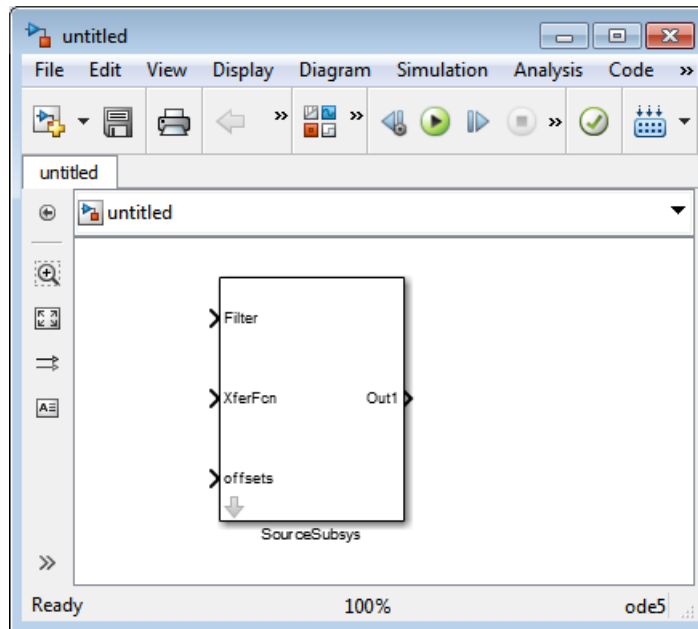 untitled
File Edit View Display Diagram Simulation Analysis Code »
» »  »
untitled
untitled
Filter
XferFcn Out1
offsets
SourceSubsys
»
Ready 100% ode5